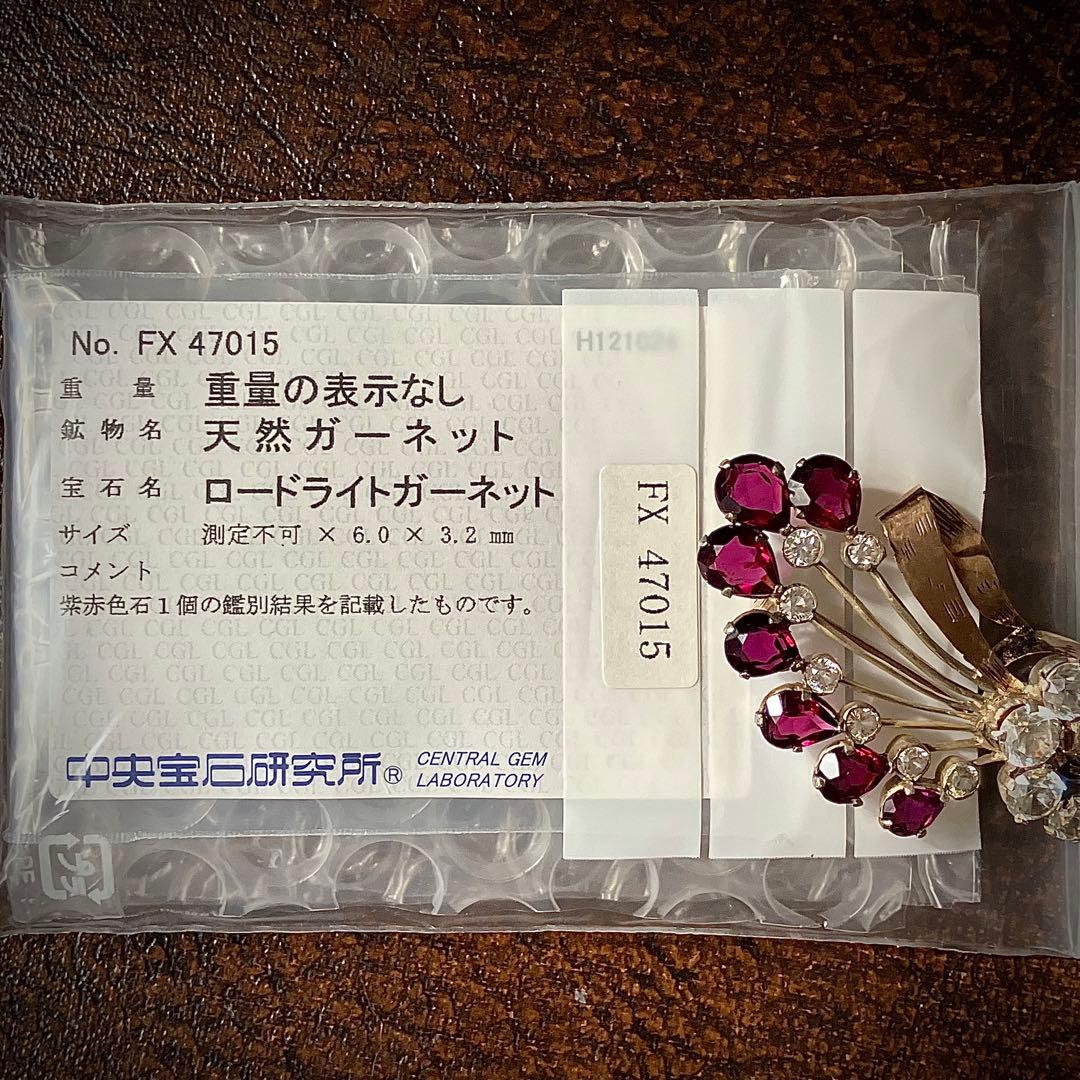 No. FX 47015
重量 重量の表示なし
鉱物名 天然ガーネット
宝石名 ロードライトガーネット
サイズ 測定不可 × 6.0 × 3.2 mm
コメント
紫赤色石1個の鑑別結果を記載したものです。
中央宝石研究所® CENTRAL GEM
LABORATORY
H121
FX 47015
CGL
プラ